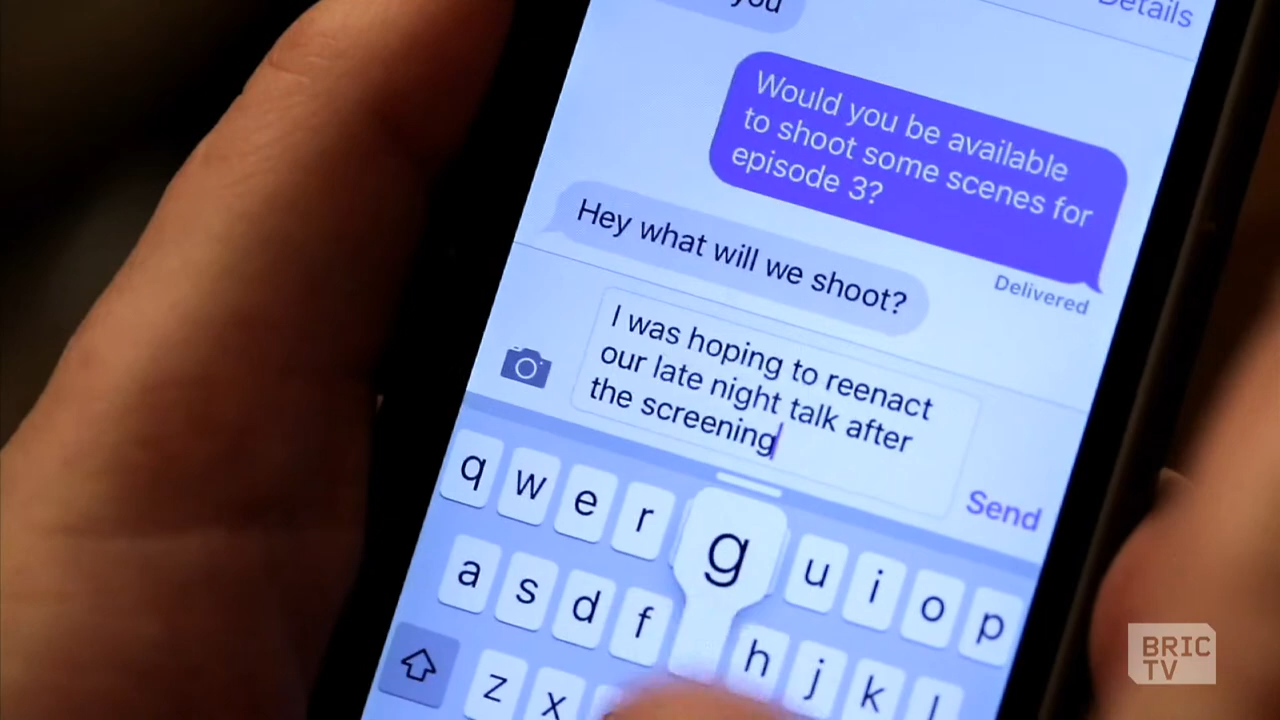 you
Details
Would you be available
to shoot some scenes for
episode 3?
Delivered
Hey what will we shoot?
I was hoping to reenact
our late night talk after
the screening
Send
q w e r g u i o p
a s d f h j k l
z x
BRIC
TV